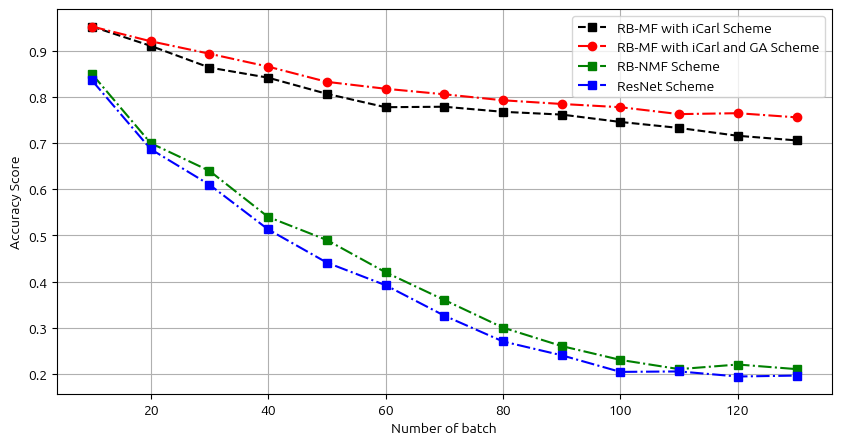 RB-MF with iCarl Scheme
RB-MF with iCarl and GA Scheme
RB-NMF Scheme
ResNet Scheme
Accuracy Score
0.9
0.8
0.7
0.6
0.5
0.4
0.3
0.2
20 40 60 80 100 120
Number of batch